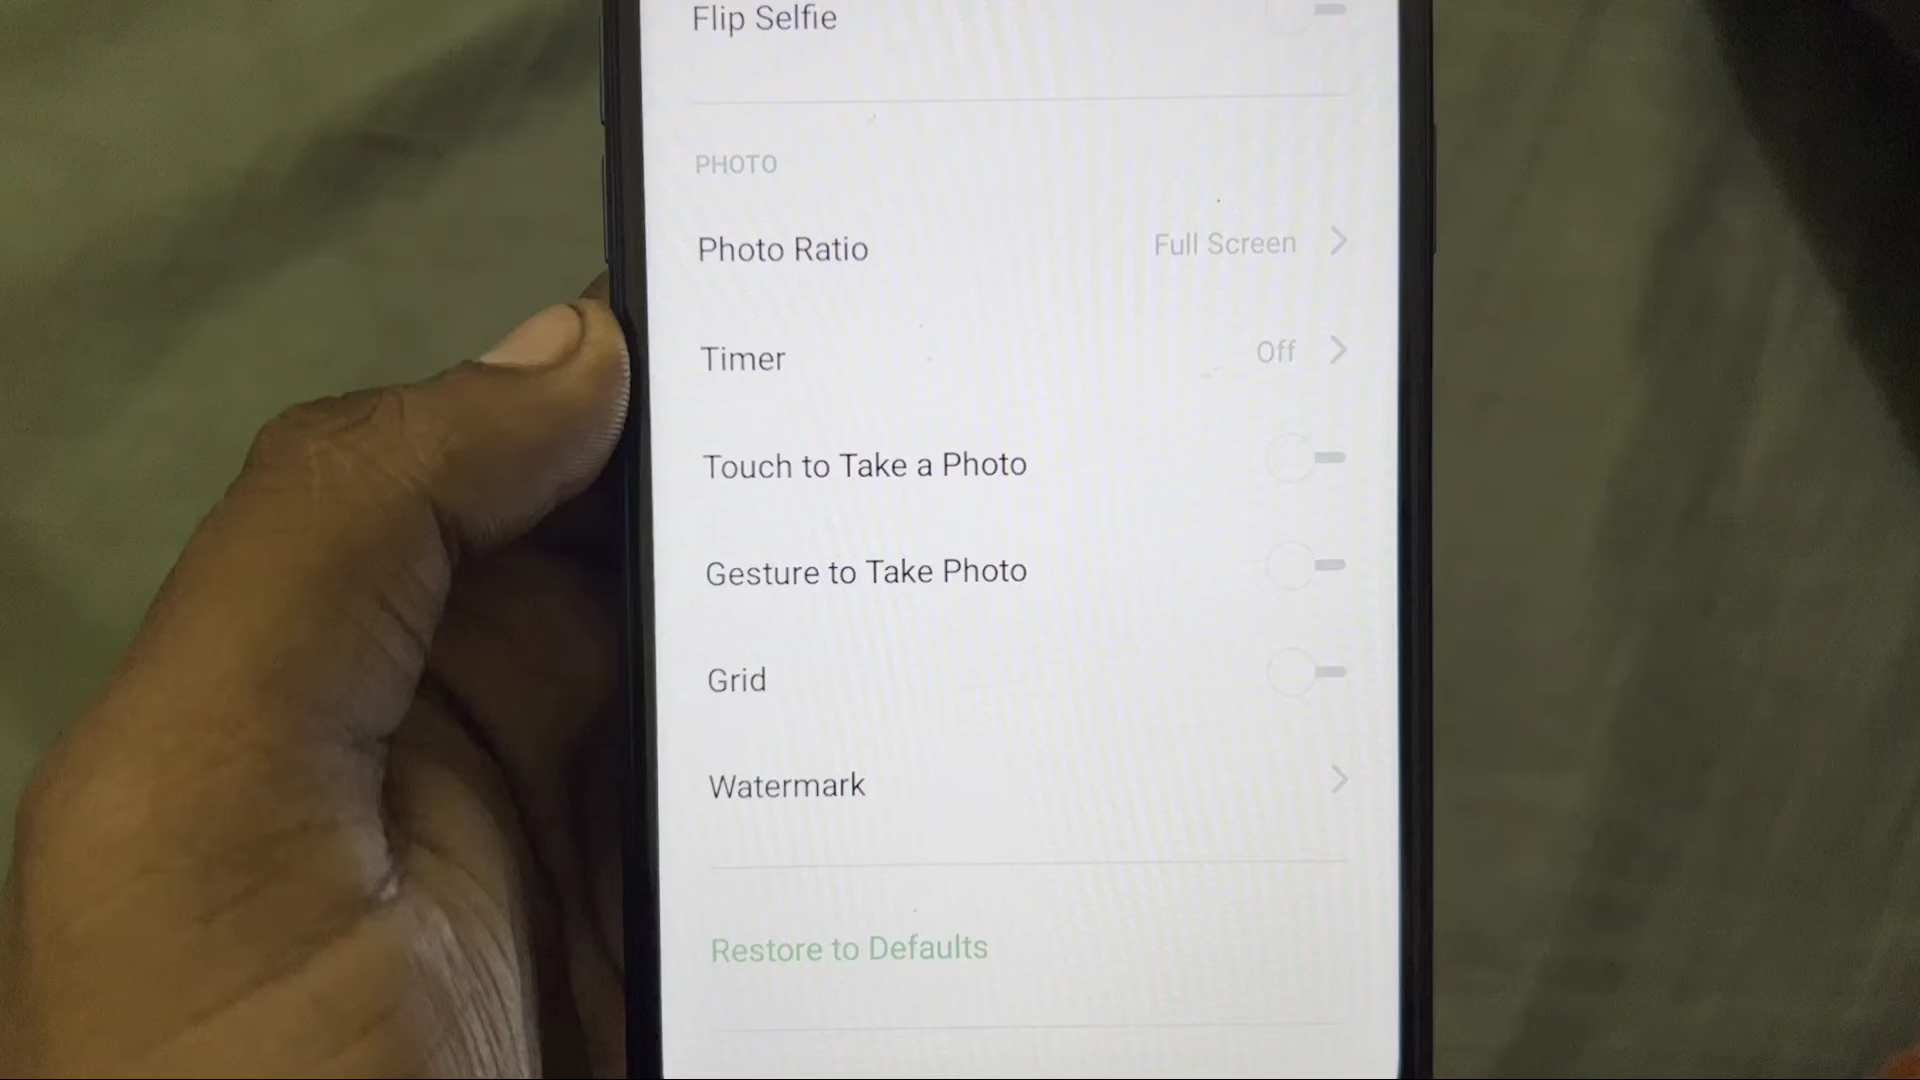 Flip Selfie
PHOTO
Photo Ratio Full Screen
Timer Off
Touch to Take a Photo
Gesture to Take Photo
Grid
Watermark
Restore to Defaults